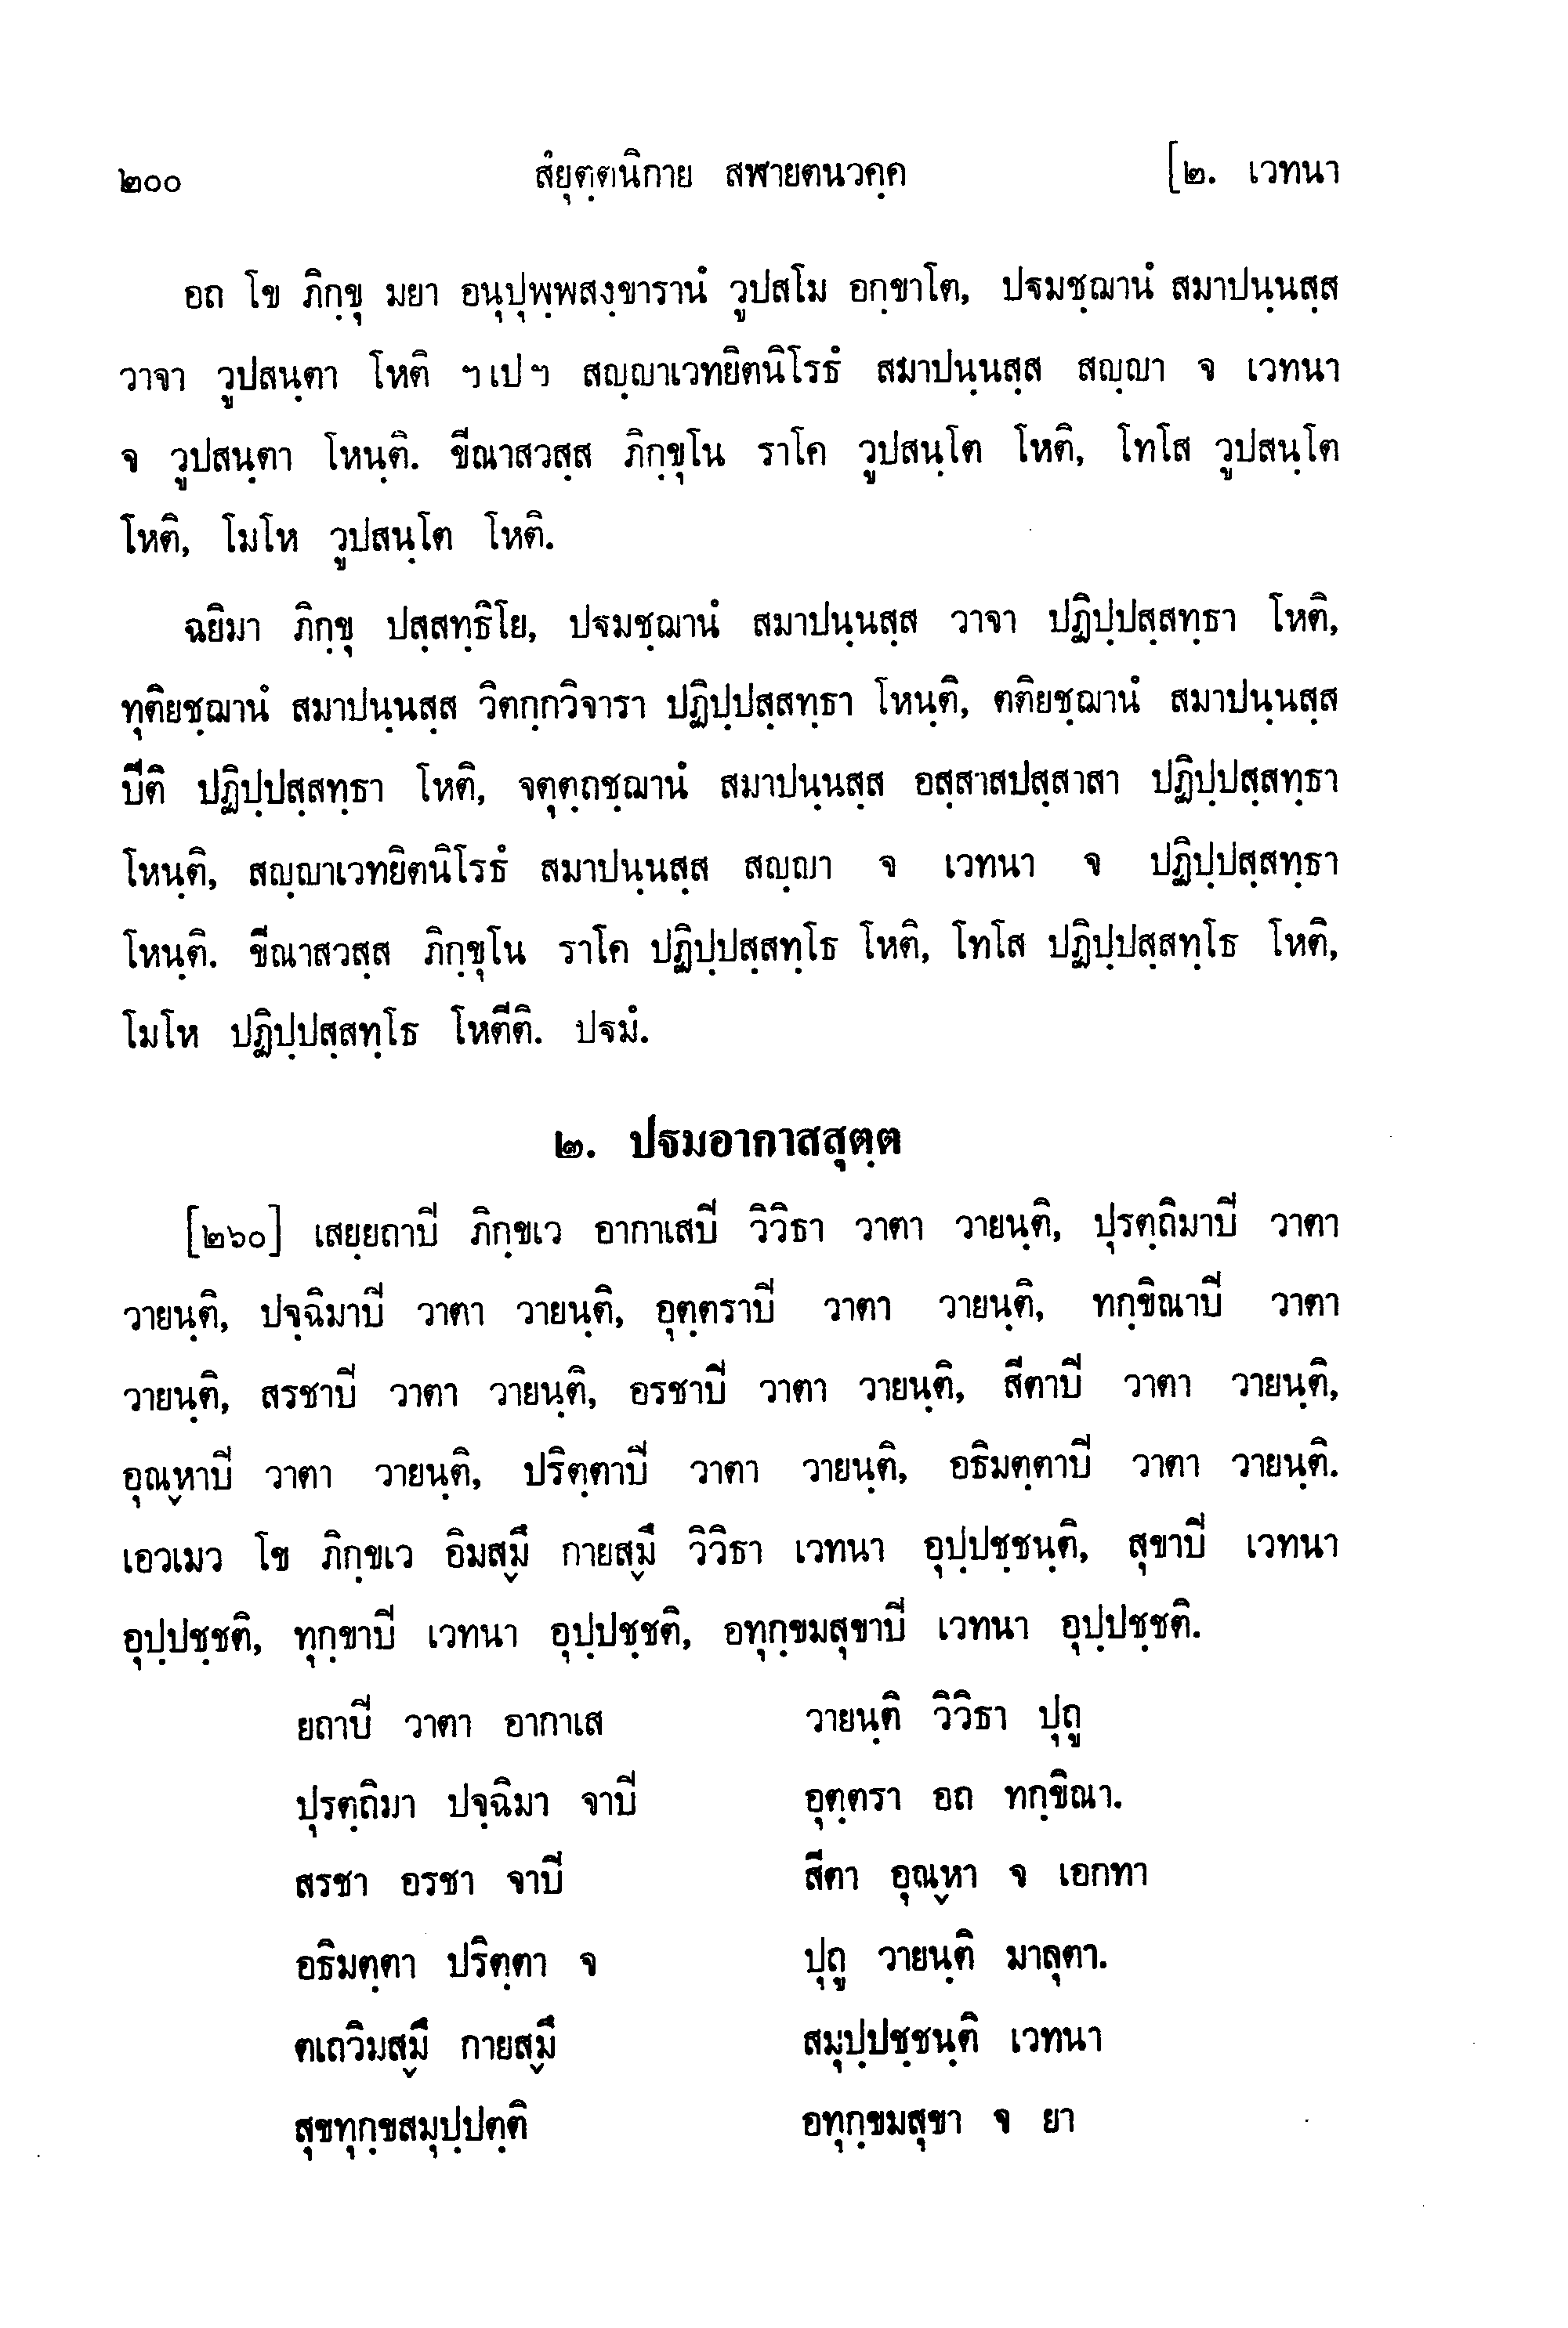 ๒๐๐ สํยุตฺตนิกาย สฬายตนวคฺค [๒. เวทนา
อถ โข ภิกฺขุ มยา อนุปุพฺพสงฺขารานํ วูปสโม อกฺขาโต, ปฐมชฺฌานํ สมาปนฺนสฺส
วาจา วูปสนฺตา โหติ ฯเปฯ สญฺญาเวทยิตนิโรธํ สมาปนฺนสฺส สญฺญา จ เวทนา
จ วูปสนฺตา โหนฺติ. ขีณาสวสฺส ภิกฺขุโน ราโค วูปสนฺโต โหติ, โทโส วูปสนฺโต
โหติ, โมโห วูปสนฺโต โหติ.
ฉยิมา ภิกฺขุ ปสฺสทฺธิโย, ปฐมชฺฌานํ สมาปนฺนสฺส วาจา ปฏิปฺปสฺสทฺธา โหติ,
ทุติยชฺฌานํ สมาปนฺนสฺส วิตกฺกวิจารา ปฏิปฺปสฺสทฺธา โหนฺติ, ตติยชฺฌานํ สมาปนฺนสฺส
ปีติ ปฏิปฺปสฺสทฺธา โหติ, จตุตฺถชฺฌานํ สมาปนฺนสฺส อสฺสาสปสฺสาสา ปฏิปฺปสฺสทฺธา
โหนฺติ, สญฺญาเวทยิตนิโรธํ สมาปนฺนสฺส สญฺญา จ เวทนา จ ปฏิปฺปสฺสทฺธา
โหนฺติ. ขีณาสวสฺส ภิกฺขุโน ราโค ปฏิปฺปสฺสทฺโธ โหติ, โทโส ปฏิปฺปสฺสทฺโธ โหติ,
โมโห ปฏิปฺปสฺสทฺโธ โหตีติ. ปฐมํ.
๒. ปฐมอากาสสุตฺต
[๒๖๐] เสยฺยถาปิ ภิกฺขเว อากาเสปิ วิวิธา วาตา วายนฺติ, ปุรตฺถิมาปิ วาตา
วายนฺติ, ปจฺฉิมาปิ วาตา วายนฺติ, อุตฺตราปิ วาตา วายนฺติ, ทกฺขิณาปิ วาตา
วายนฺติ, สรชาปิ วาตา วายนฺติ, อรชาปิ วาตา วายนฺติ, สีตาปิ วาตา วายนฺติ,
อุณฺหาปิ วาตา วายนฺติ, ปริตฺตาปิ วาตา วายนฺติ, อธิมตฺตาปิ วาตา วายนฺติ.
เอวเมว โข ภิกฺขเว อิมสฺมึ กายสฺมึ วิวิธา เวทนา อุปฺปชฺชนฺติ, สุขาปิ เวทนา
อุปฺปชฺชติ, ทุกฺขาปิ เวทนา อุปฺปชฺชติ, อทุกฺขมสุขาปิ เวทนา อุปฺปชฺชติ.
ยถาปิ วาตา อากาเส วายนฺติ วิวิธา ปุถู
ปุรตฺถิมา ปจฺฉิมา จาปิ อุตฺตรา อถ ทกฺขิณา.
สรชา อรชา จาปิ สีตา อุณฺหา จ เอกทา
อธิมตฺตา ปริตฺตา จ ปุถู วายนฺติ มาลุตา.
ตเถวิมสฺมึ กายสฺมึ สมุปฺปชฺชนฺติ เวทนา
สุขทุกฺขสมุปฺปตฺติ อทุกฺขมสุขา จ ยา